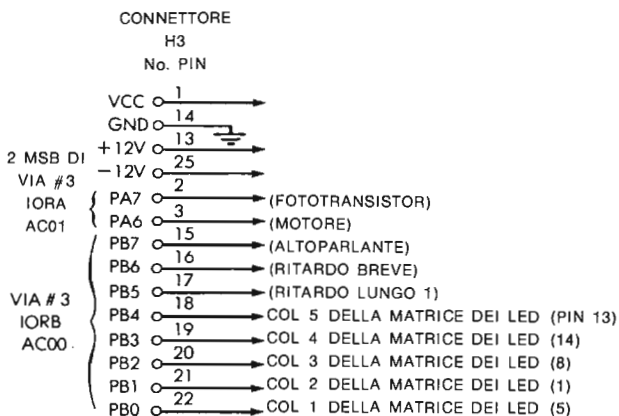 CONNETTORE
H3
No. PIN
VCC 1
GND 14
+12V 13
−12V 25
2 MSB DI
VIA #3
IORA
AC01
PA7 2 (FOTOTRANSISTOR)
PA6 3 (MOTORE)
PB7 15 (ALTOPARLANTE)
PB6 16 (RITARDO BREVE)
PB5 17 (RITARDO LUNGO 1)
VIA #3
IORB
AC00
PB4 18 COL 5 DELLA MATRICE DEI LED (PIN 13)
PB3 19 COL 4 DELLA MATRICE DEI LED (14)
PB2 20 COL 3 DELLA MATRICE DEI LED (8)
PB1 21 COL 2 DELLA MATRICE DEI LED (1)
PB0 22 COL 1 DELLA MATRICE DEI LED (5)